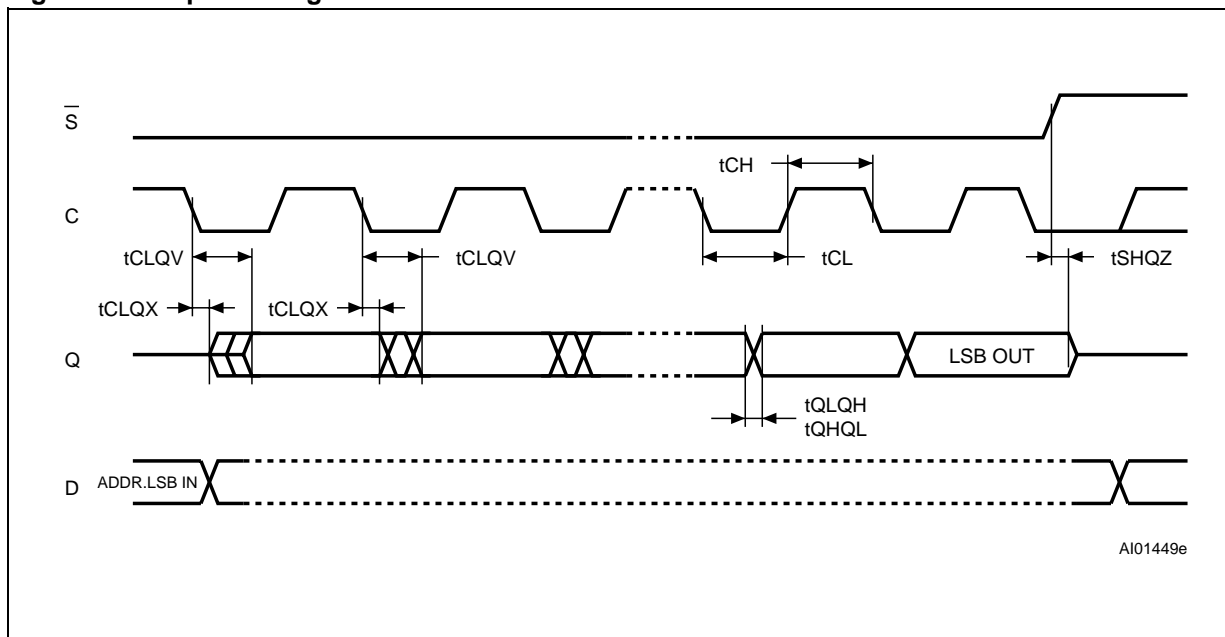 S
tCH
C
tCLQV
tCLQV
tCL
tSHQZ
tCLQX
tCLQX
Q
LSB OUT
tQLQH
tQHQL
D
ADDR.LSB IN
AI01449e